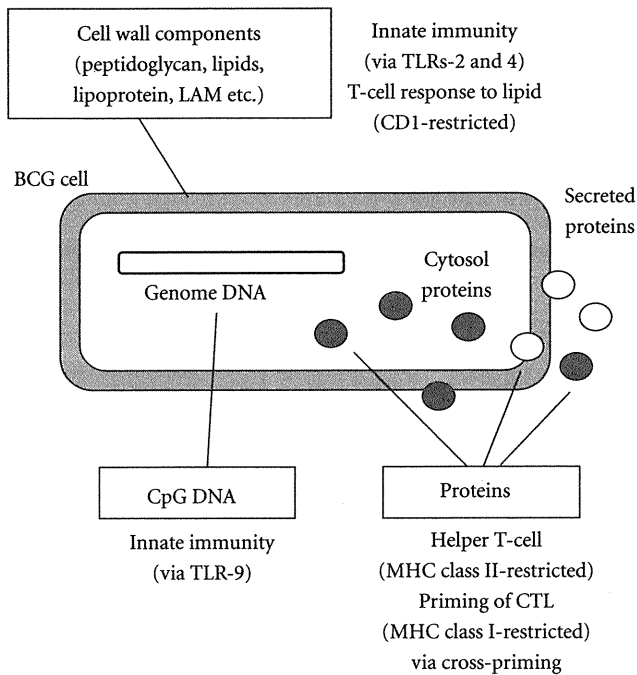 Cell wall components
(peptidoglycan, lipids,
lipoprotein, LAM etc.)
Innate immunity
(via TLRs-2 and 4)
T-cell response to lipid
(CD1-restricted)
BCG cell
Secreted
proteins
Cytosol
proteins
Genome DNA
CpG DNA
Innate immunity
(via TLR-9)
Proteins
Helper T-cell
(MHC class II-restricted)
Priming of CTL
(MHC class I-restricted)
via cross-priming